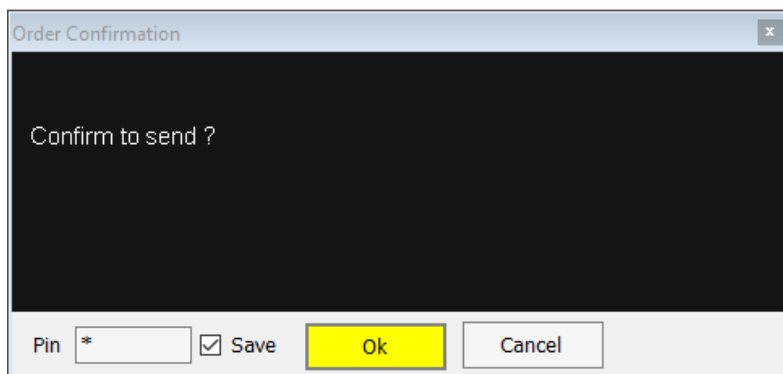 Order Confirmation x
Confirm to send ?
Pin * Save Ok Cancel